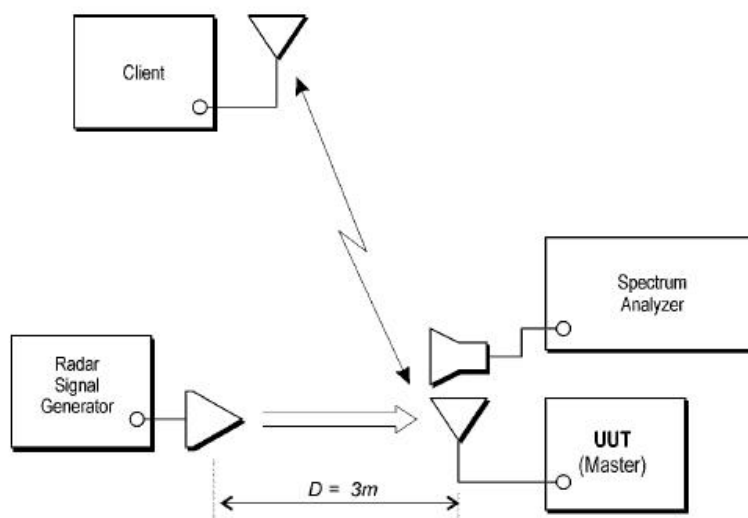 Client
Spectrum
Analyzer
Radar
Signal
Generator
UUT
(Master)
D = 3m